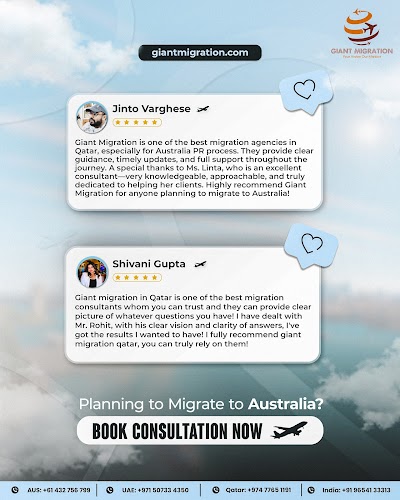 GIANT MIGRATION
giantmigration.com
Jinto Varghese
Giant Migration is one of the best migration agencies in
Qatar, especially for Australia PR process. They provide clear
guidance, timely updates, and full support throughout the
journey. A special thanks to Ms. Linta, who is an excellent
consultant—very knowledgeable, approachable, and truly
dedicated to helping her clients. Highly recommend Giant
Migration for anyone planning to migrate to Australia!
Shivani Gupta
Giant migration in Qatar is one of the best migration
consultants whom you can trust and they can provide clear
picture of whatever questions you have! I have dealt with
Mr. Rohit, with his clear vision and clarity of answers, I've
got the results I wanted to have! I fully recommend giant
migration qatar, you can truly rely on them!
Planning to Migrate to Australia?
BOOK CONSULTATION NOW
AUS: +61 432 756 799 UAE: +971 50733 4350 Qatar: +974 7765 1191 India: +91 96541 33313